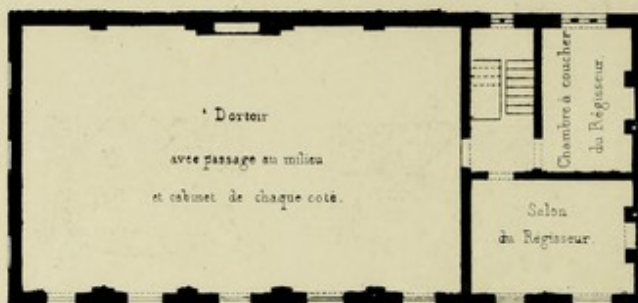 Dortoir
avec passage au milieu
et cabinet de chaque coté.
Chambre à coucher
du Régisseur.
Salon
du Régisseur.